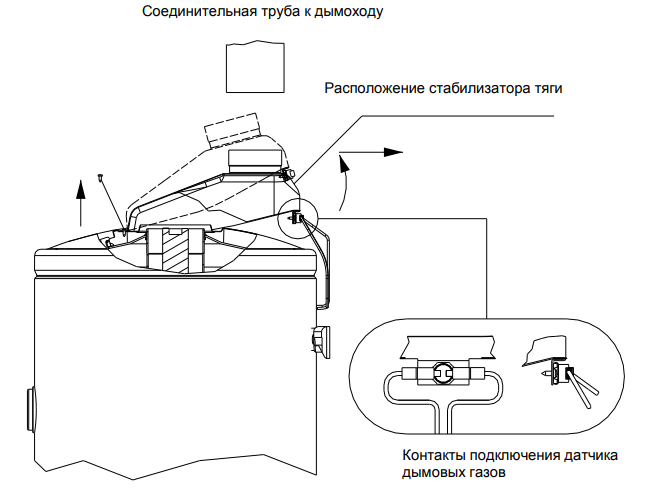 Соединительная труба к дымоходу
Расположение стабилизатора тяги
Контакты подключения датчика
дымовых газов